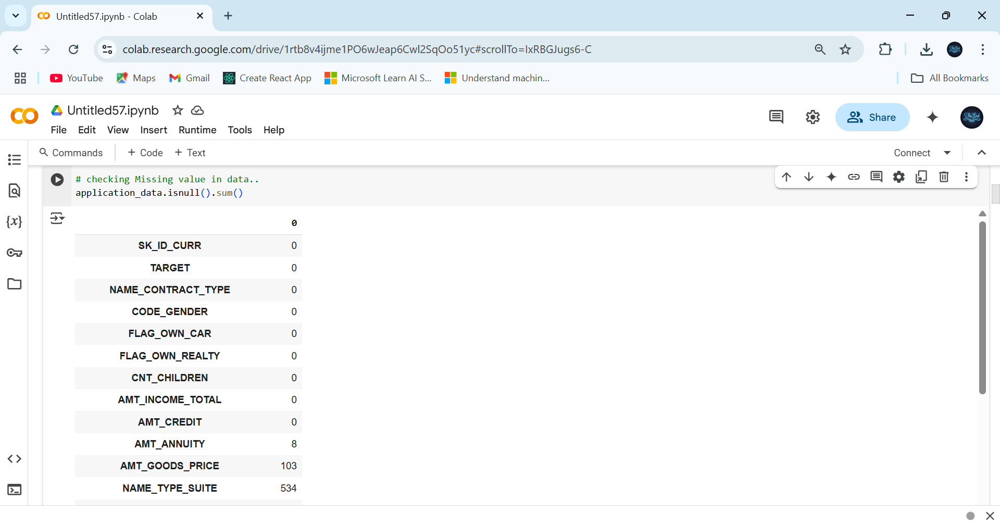 Untitled57.ipynb - Colab
colab.research.google.com/drive/1rtb8v4ijme1PO6wJeap6Cwl2SqOo51yc#scrollTo=IxRBGJugs6-C
YouTube Maps Gmail Create React App Microsoft Learn AI S... Understand machin... All Bookmarks
Untitled57.ipynb
File Edit View Insert Runtime Tools Help
Share
Commands + Code + Text Connect
# checking Missing value in data..
application_data.isnull().sum()
0
SK_ID_CURR 0
TARGET 0
NAME_CONTRACT_TYPE 0
CODE_GENDER 0
FLAG_OWN_CAR 0
FLAG_OWN_REALTY 0
CNT_CHILDREN 0
AMT_INCOME_TOTAL 0
AMT_CREDIT 0
AMT_ANNUITY 8
AMT_GOODS_PRICE 103
NAME_TYPE_SUITE 534